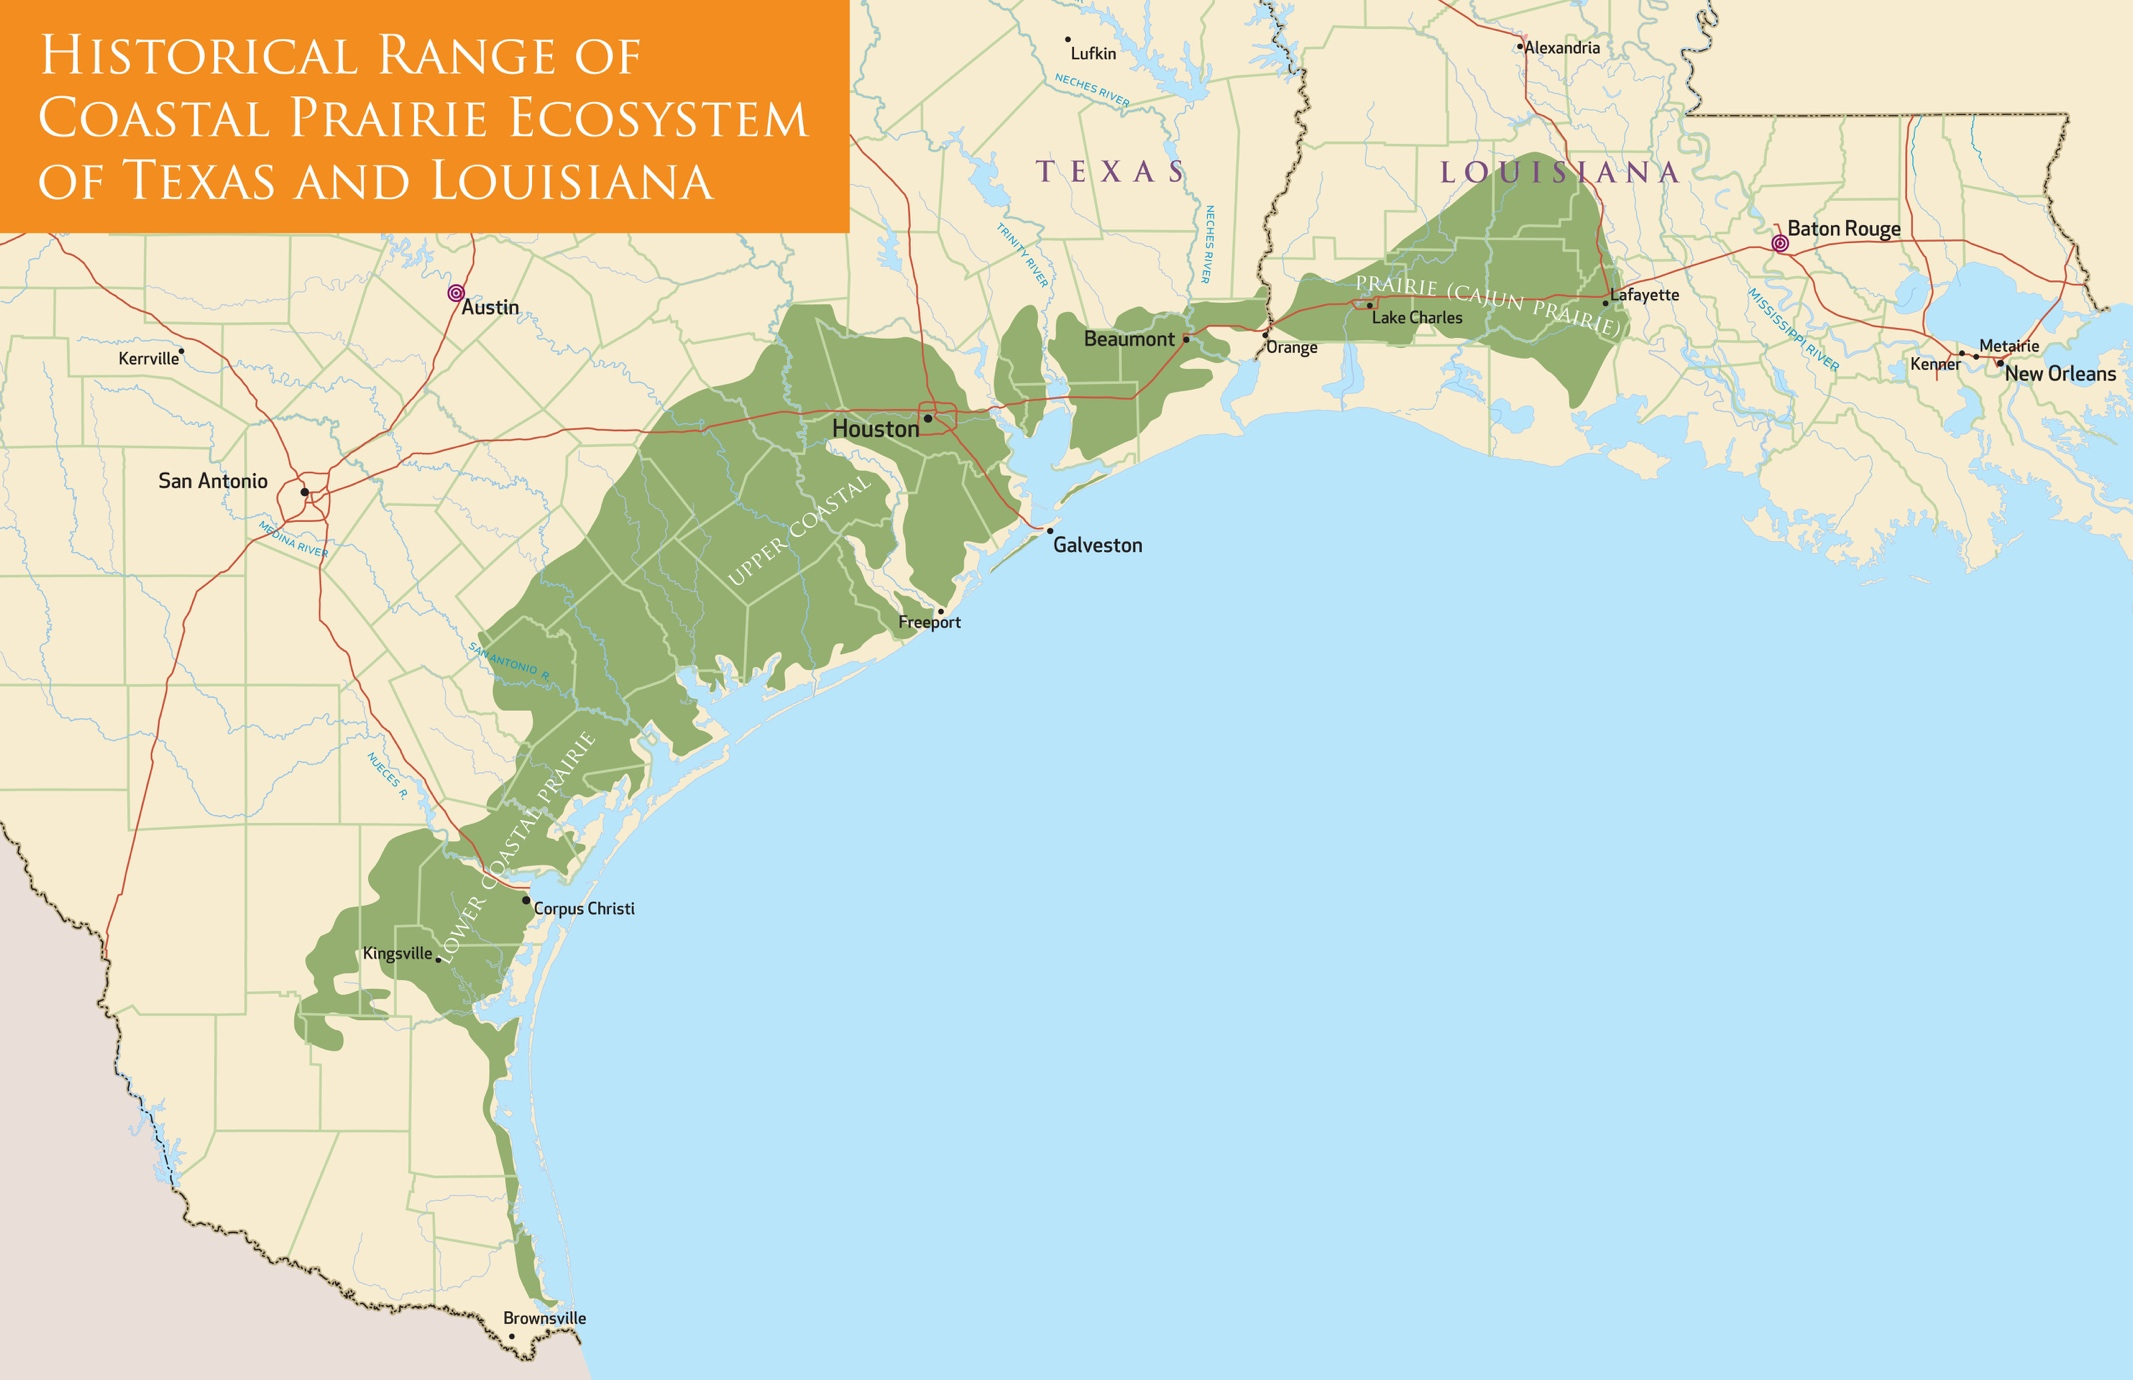 HISTORICAL RANGE OF
COASTAL PRAIRIE ECOSYSTEM
OF TEXAS AND LOUISIANA
Lufkin
NECHES RIVER
Alexandria
TEXAS
LOUISIANA
NECHES RIVER
TRINITY RIVER
Baton Rouge
Austin
PRAIRIE (CAJUN PRAIRIE)
Lafayette
Lake Charles
MISSISSIPPI RIVER
Kerrville
Beaumont
Orange
Metairie
Kenner
New Orleans
Houston
San Antonio
MEDINA RIVER
UPPER COASTAL
Galveston
Freeport
SAN ANTONIO R.
NUECES R.
LOWER COASTAL PRAIRIE
Corpus Christi
Kingsville
Brownsville